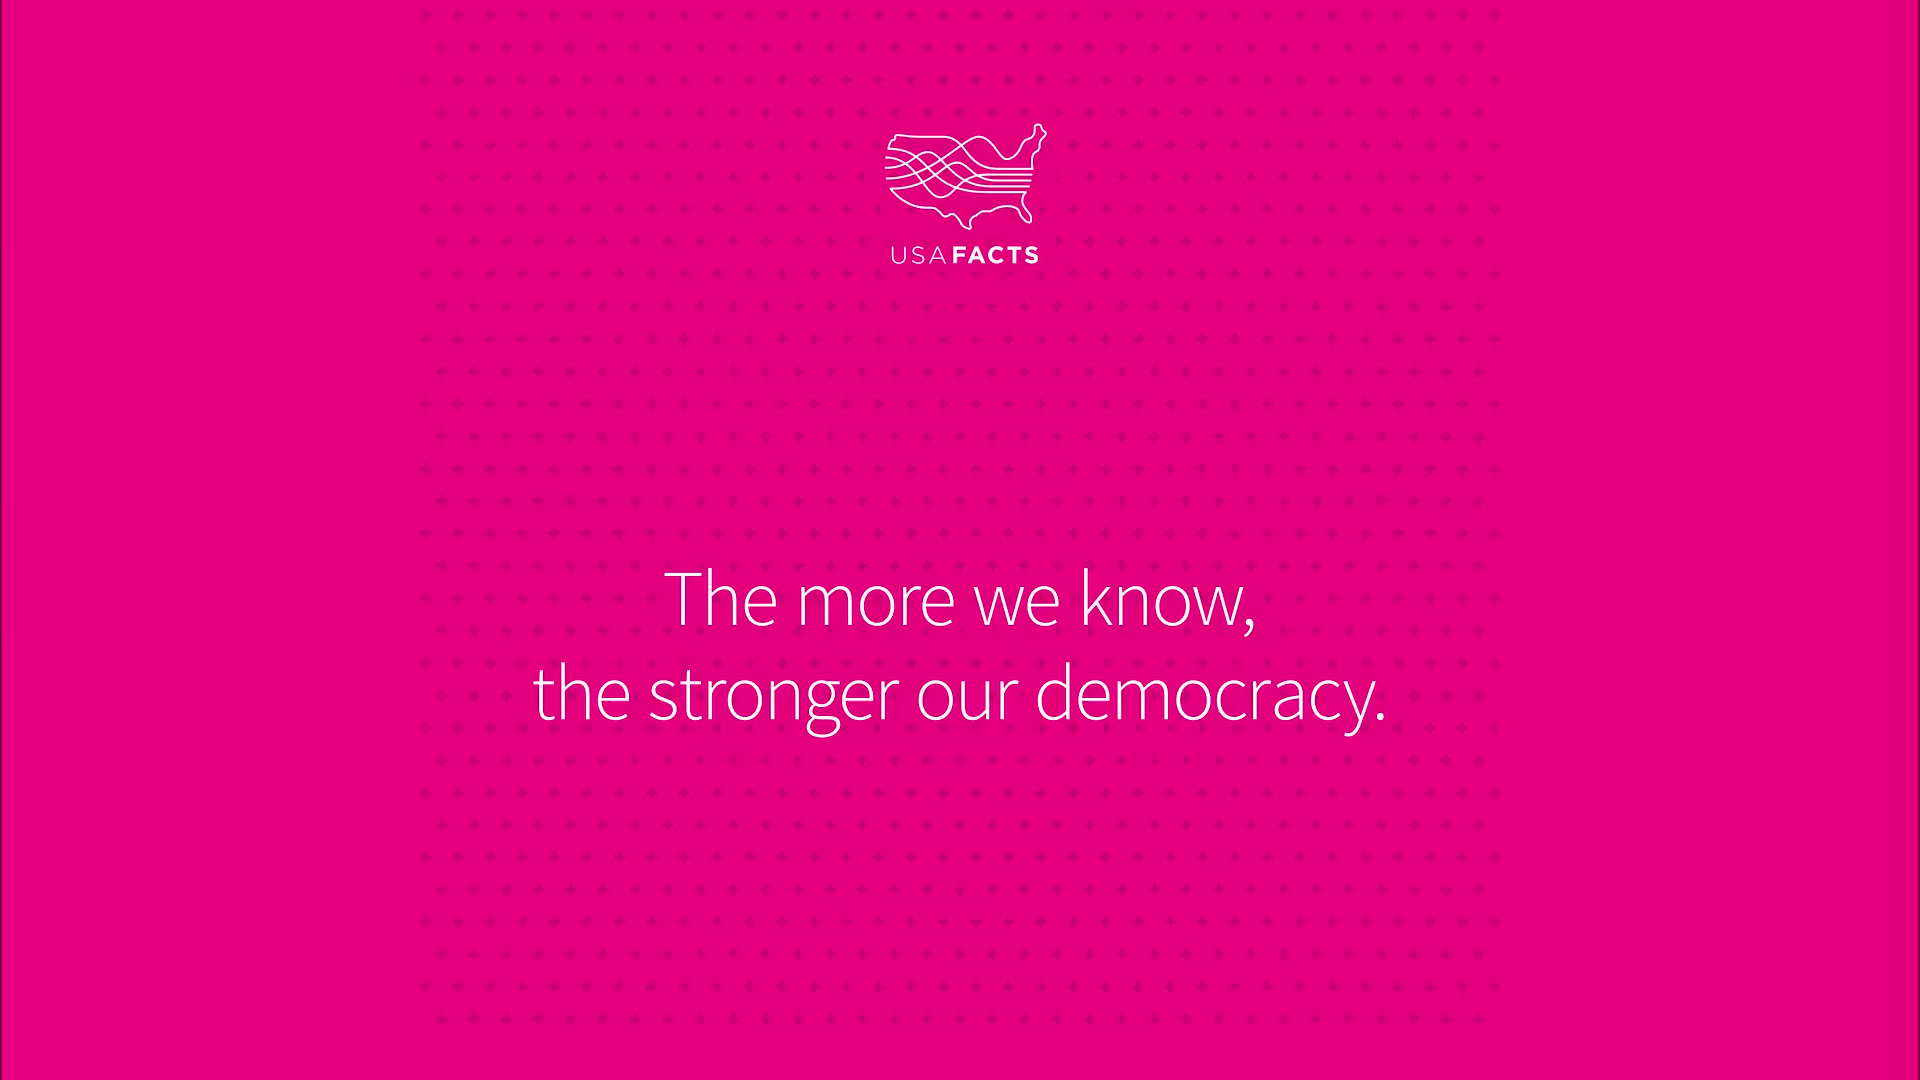 USAFACTS
The more we know,
the stronger our democracy.